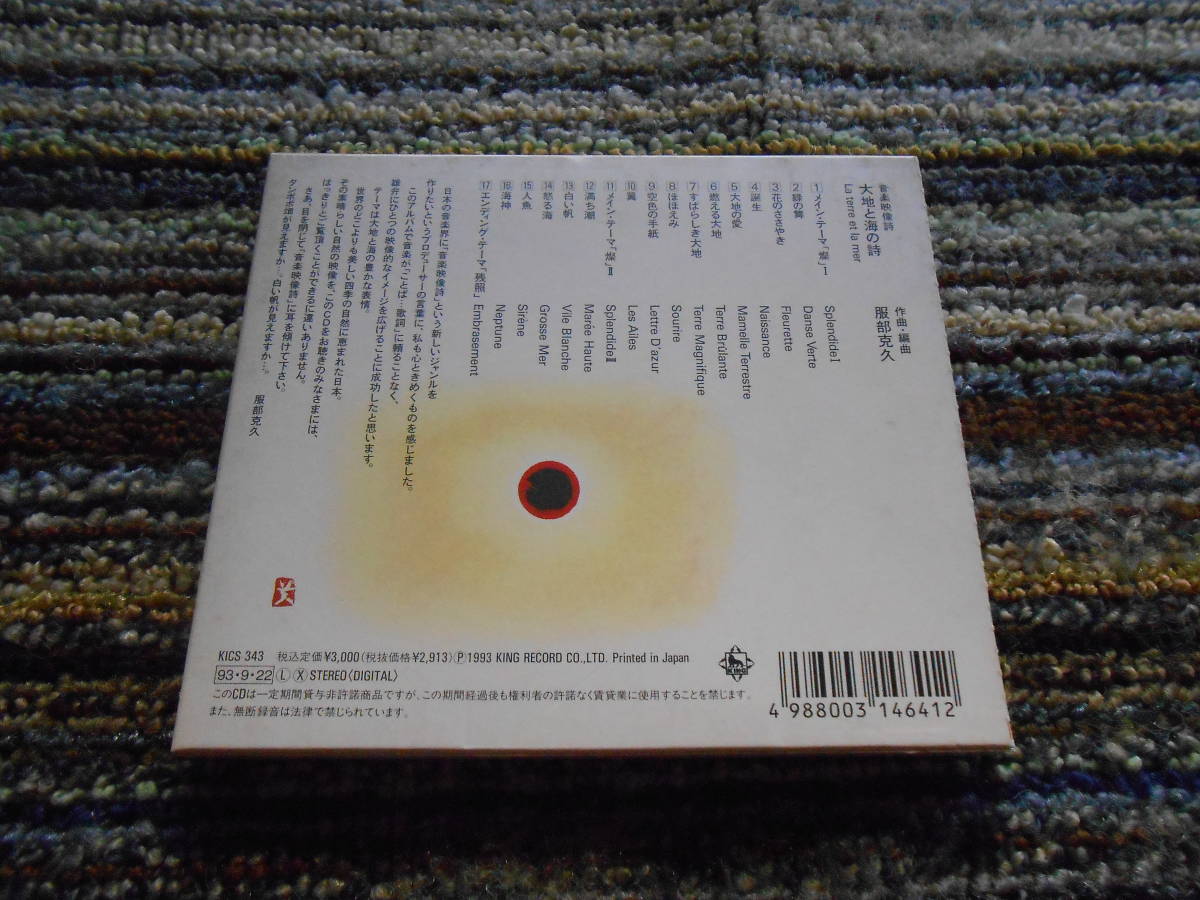 音楽映像詩
大地と海の詩
La terre et la mer
作曲・編曲
服部克久
1 メイン・テーマ「燦」I Splendide I
2 緑の舞 Danse Verte
3 花のささやき Fleurette
4 誕生 Naissance
5 大地の愛 Mamelle Terrestre
6 燃える大地 Terre Brûlante
7 すばらしき大地 Terre Magnifique
8 ほほえみ Sourire
9 空色の手紙 Lettre D'azur
10 翼 Les Ailes
11 メイン・テーマ「燦」II Splendide II
12 満ち潮 Marée Haute
13 白い帆 Vile Blanche
14 怒る海 Grosse Mer
15 人魚 Sirène
16 海神 Neptune
17 エンディング・テーマ「残照」 Embrasement
日本の音楽界に、“音楽映像詩”という新しいジャンルを
作りたいというプロデューサーの言葉に、私も心ときめくものを感じました。
このアルバムで音楽が、“ことば…歌詞”に頼ることなく、
雄弁にひとつの映像的なイメージを広げることに成功したと思います。
テーマは大地と海の豊かな表情。
世界のどこよりも美しい四季の自然に恵まれた日本。
その素晴らしい自然の映像を、このCDをお聴きのみなさまには、
はっきりと、ご覧頂くことができるに違いありません。
さあ、目を閉じて“音楽映像詩”に耳を傾けて下さい。
タンポポ畑が見えますか…。白い帆が見えますか…。
服部克久
KICS 343 税込定価¥3,000(税抜価格¥2,913)Ⓟ1993 KING RECORD CO.,LTD. Printed in Japan
93・9・22 Ⓛ Ⓧ STEREO〈DIGITAL〉
このCDは一定期間貸与非許諾商品ですが、この期間経過後も権利者の許諾なく賃貸業に使用することを禁じます。
また、無断録音は法律で禁じられています。
KING
4 988003 146412